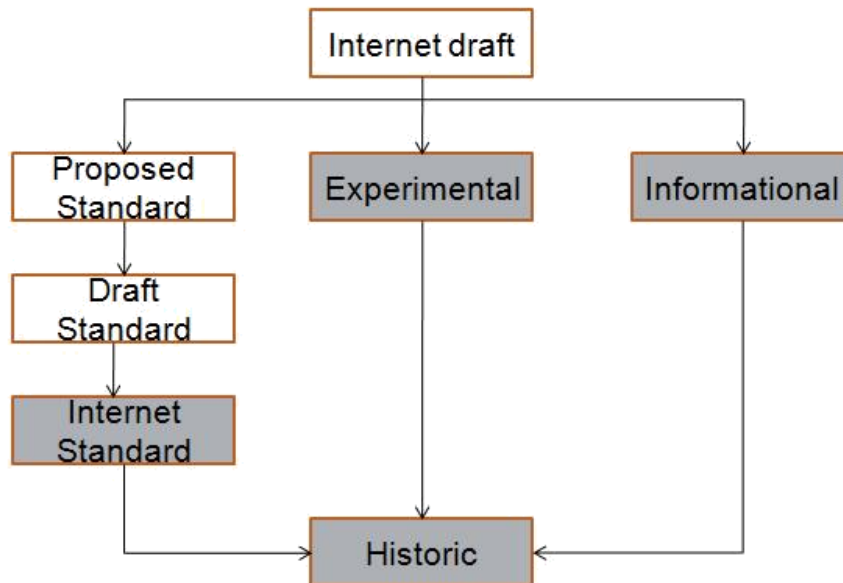 Internet draft
Proposed
Standard
Experimental
Informational
Draft
Standard
Internet
Standard
Historic